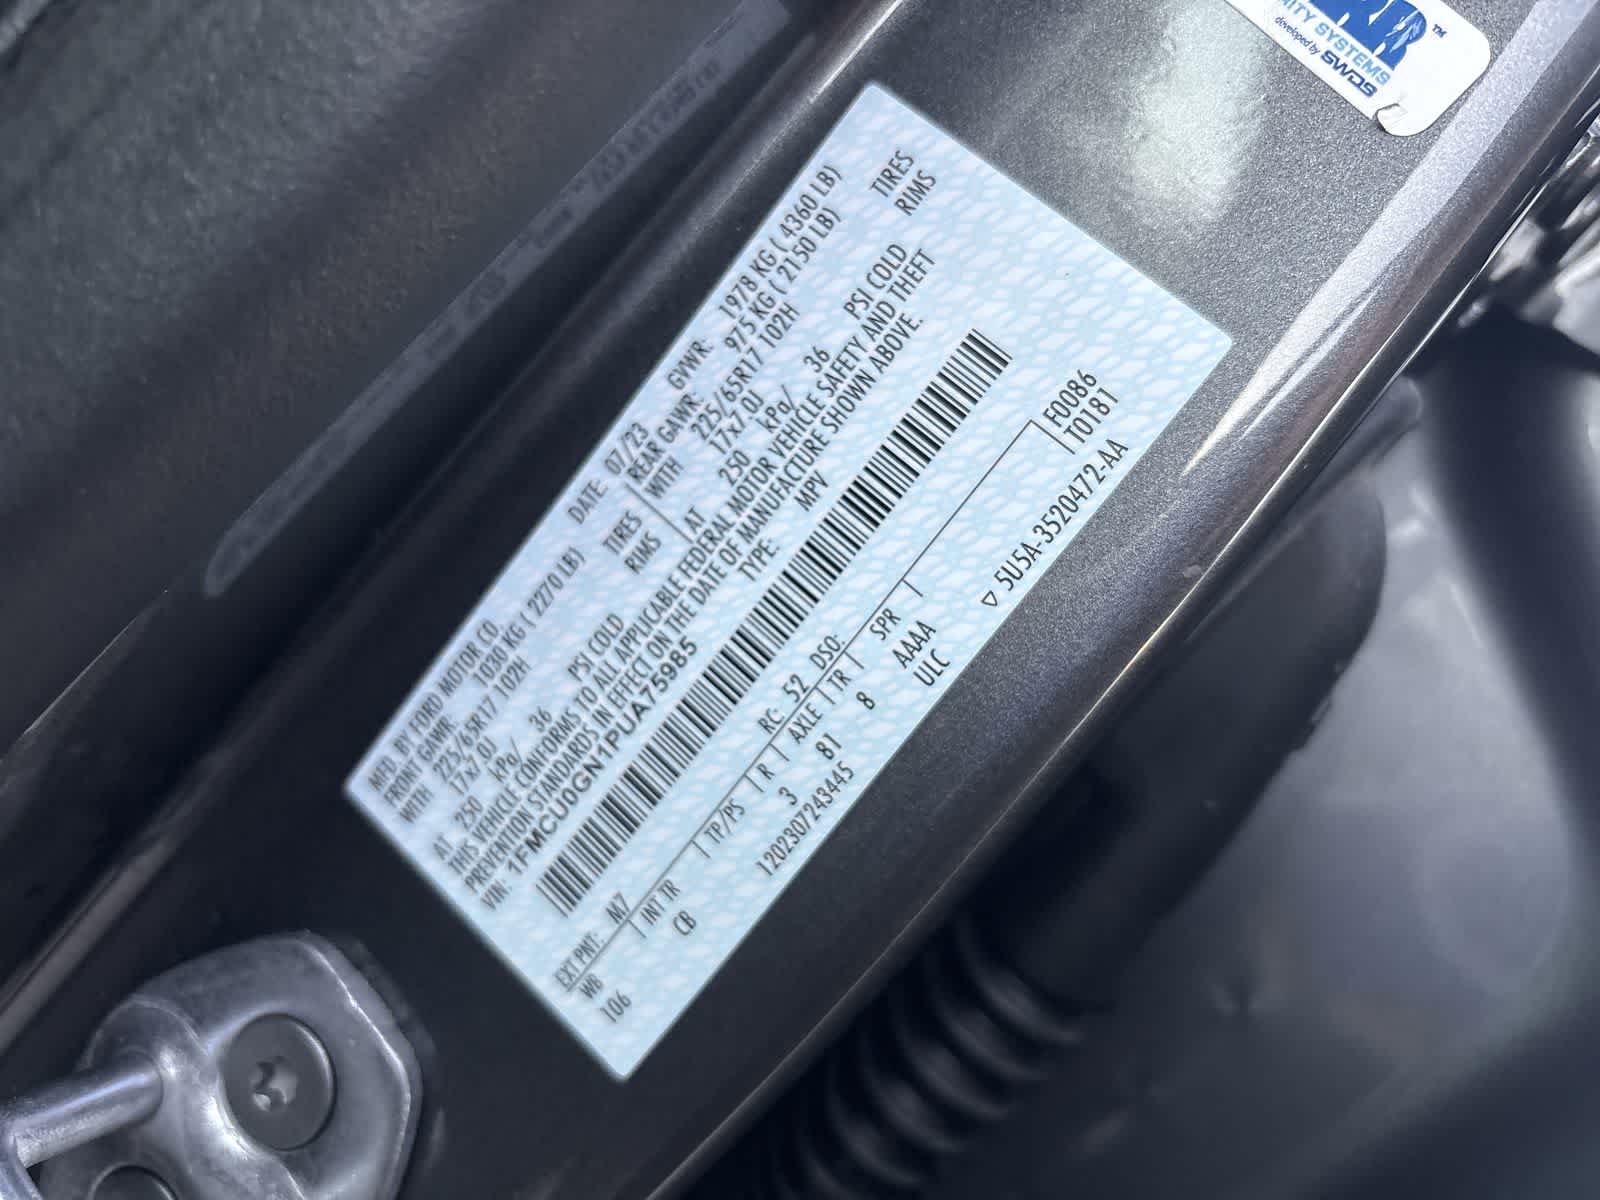 MFD. BY FORD MOTOR CO. DATE: 07/23 GVWR: 1978 KG ( 4360 LB)
FRONT GAWR: 1030 KG ( 2270 LB) REAR GAWR: 975 KG ( 2150 LB)
WITH 225/65R17 102H TIRES WITH 225/65R17 102H TIRES
17x7.0J RIMS 17x7.0J RIMS
AT 250 kPa/ 36 PSI COLD AT 250 kPa/ 36 PSI COLD
THIS VEHICLE CONFORMS TO ALL APPLICABLE FEDERAL MOTOR VEHICLE SAFETY AND THEFT
PREVENTION STANDARDS IN EFFECT ON THE DATE OF MANUFACTURE SHOWN ABOVE.
VIN: 1FMCU0GN1PUA75985 TYPE: MPV
EXT PNT: M7 RC: 52 DSO: F0086
WB INT TR TP/PS R AXLE TR SPR T0181
106 CB 3 81 8 AAAA
1202307243445 ULC
5U5A-3520472-AA
ITY SYSTEMS
developed by SWDS